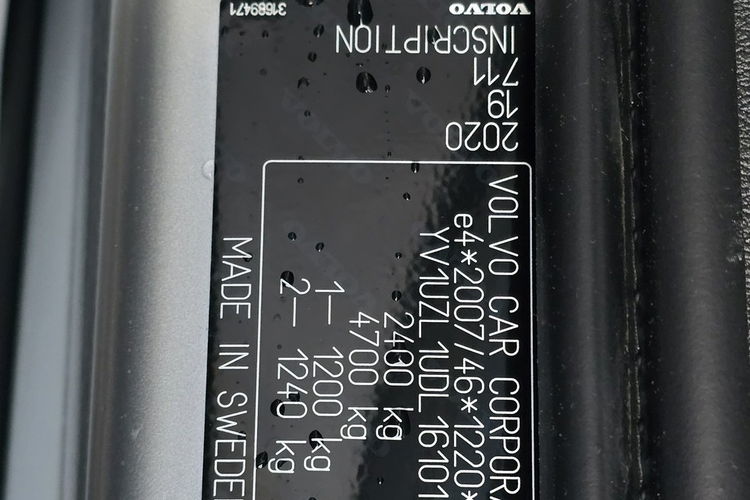 31689471 VOLVO
INSCRIPTION
711
19
2020
VOLVO CAR CORPORA
e4*2007/46*1220*
YV1UZL1UDL16101
2400 kg
4700 kg
1— 1200 kg
2— 1240 kg
MADE IN SWEDE